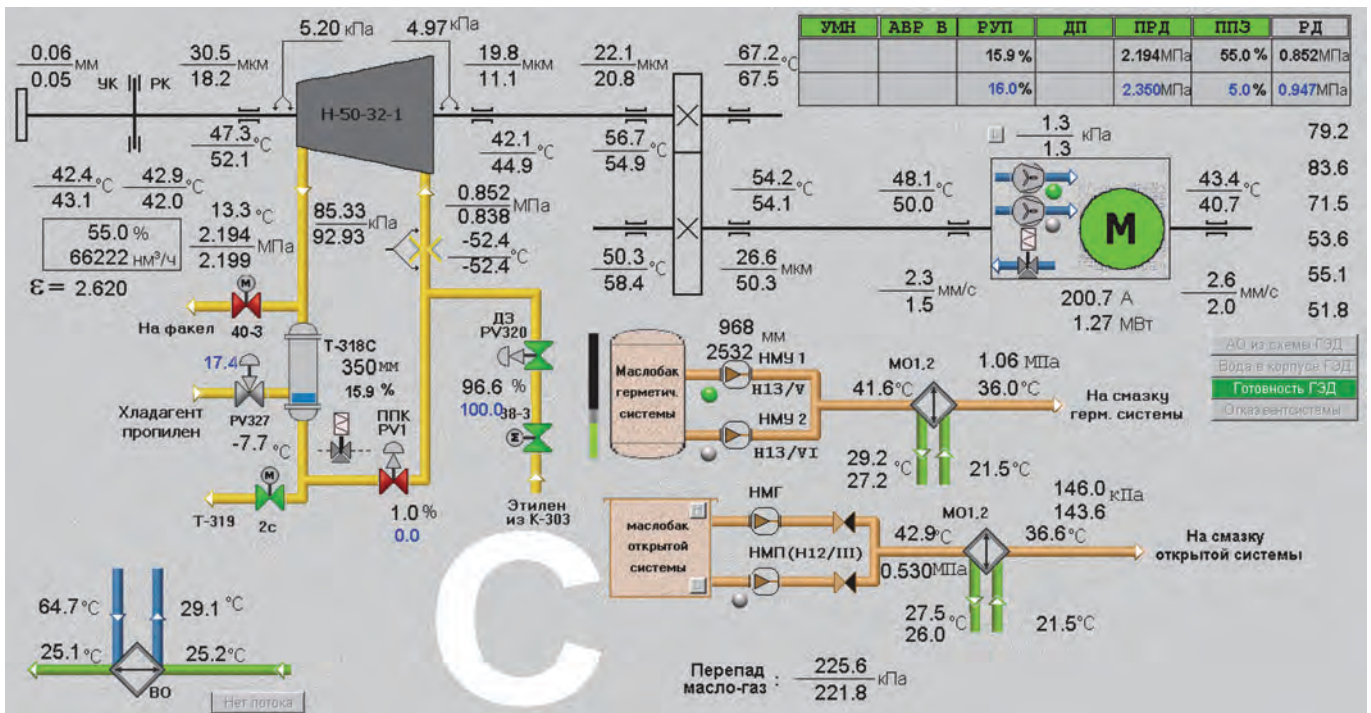 5.20 кПа 4.97 кПа
УМН АВР В РУП ДП ПРД ППЗ РД
15.9 % 2.194 МПа 55.0 % 0.852 МПа
16.0 % 2.350 МПа 5.0 % 0.947 МПа
0.06 мм 30.5 мкм 19.8 мкм 22.1 мкм 67.2 °C
0.05 18.2 11.1 20.8 67.5
УК РК
Н-50-32-1
47.3 °C 42.1 °C 56.7 °C
52.1 44.9 54.9
42.4 °C 42.9 °C
43.1 42.0
55.0 %
66222 нм³/ч
ε = 2.620
13.3 °C
2.194 МПа
2.199
85.33 кПа
92.93
0.852 МПа
0.838
-52.4 °C
-52.4
54.2 °C 48.1 °C 43.4 °C
54.1 50.0 40.7
1.3 кПа
1.3
M
79.2
83.6
71.5
53.6
55.1
51.8
50.3 °C 26.6 мкм
58.4 50.3
2.3 мм/с 2.6 мм/с
1.5 2.0
200.7 А
1.27 МВт
M
На факел 40-3
Т-318С
350 мм
15.9 %
17.4
PV327
Хладагент
пропилен
-7.7 °C
M
Т-319 2с
ППК
PV1
1.0 %
0.0
ДЗ
PV320
96.6 %
100.0
38-3
M
Этилен
из К-303
АО из схемы ГЭД
Вода в корпусе ГЭД
Готовность ГЭД
Отказ вентсистемы
Маслобак
герметич.
системы
968 мм
2532
НМУ 1
Н13/V
НМУ 2
Н13/VI
41.6 °C
МО1,2
1.06 МПа
36.0 °C
На смазку
герм. системы
29.2 °C
27.2
21.5 °C
маслобак
открытой
системы
НМГ
НМП (Н12/III)
42.9 °C
0.530 МПа
МО1,2
146.0 кПа
143.6
36.6 °C
На смазку
открытой системы
27.5 °C
26.0
21.5 °C
С
64.7 °C 29.1 °C
25.1 °C 25.2 °C
ВО
Нет потока
Перепад
масло-газ : 225.6 кПа
221.8